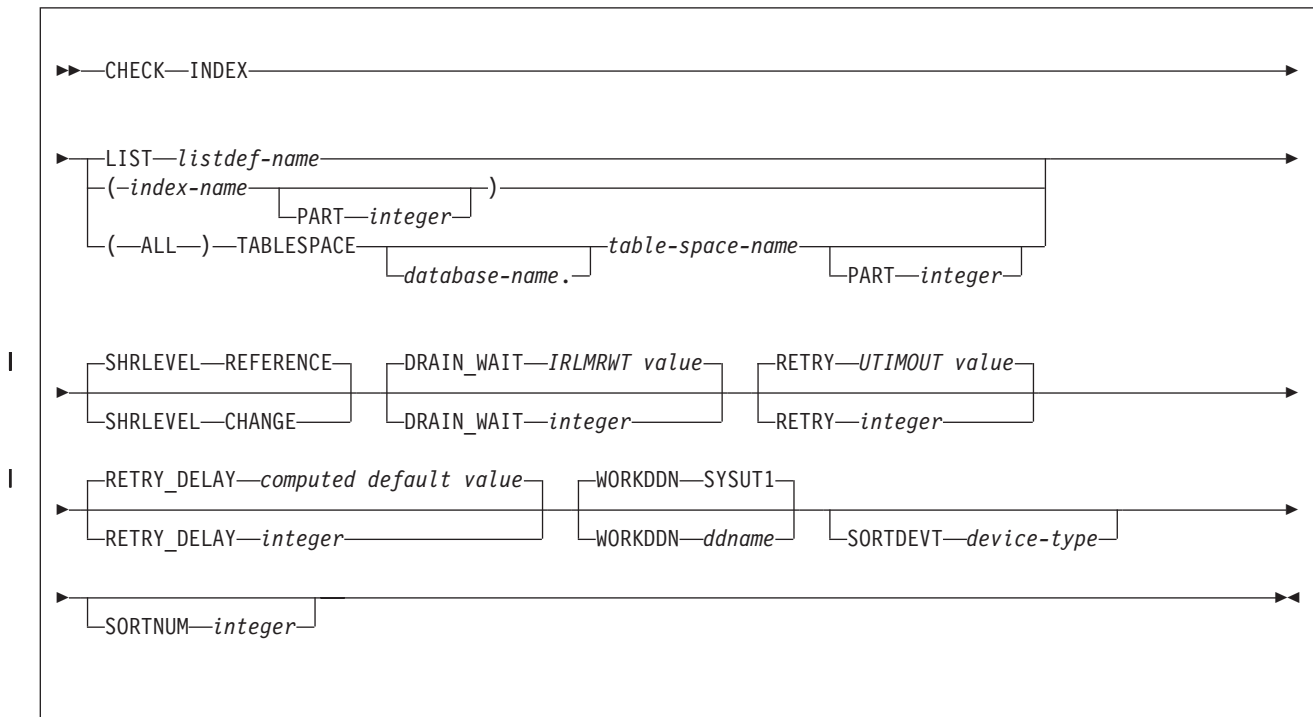 CHECK INDEX
LIST listdef-name
( index-name )
PART integer
( ALL ) TABLESPACE table-space-name
database-name. PART integer
SHRLEVEL REFERENCE DRAIN_WAIT IRLMRWT value RETRY UTIMOUT value
SHRLEVEL CHANGE DRAIN_WAIT integer RETRY integer
RETRY_DELAY computed default value WORKDDN SYSUT1
RETRY_DELAY integer WORKDDN ddname SORTDEVT device-type
SORTNUM integer